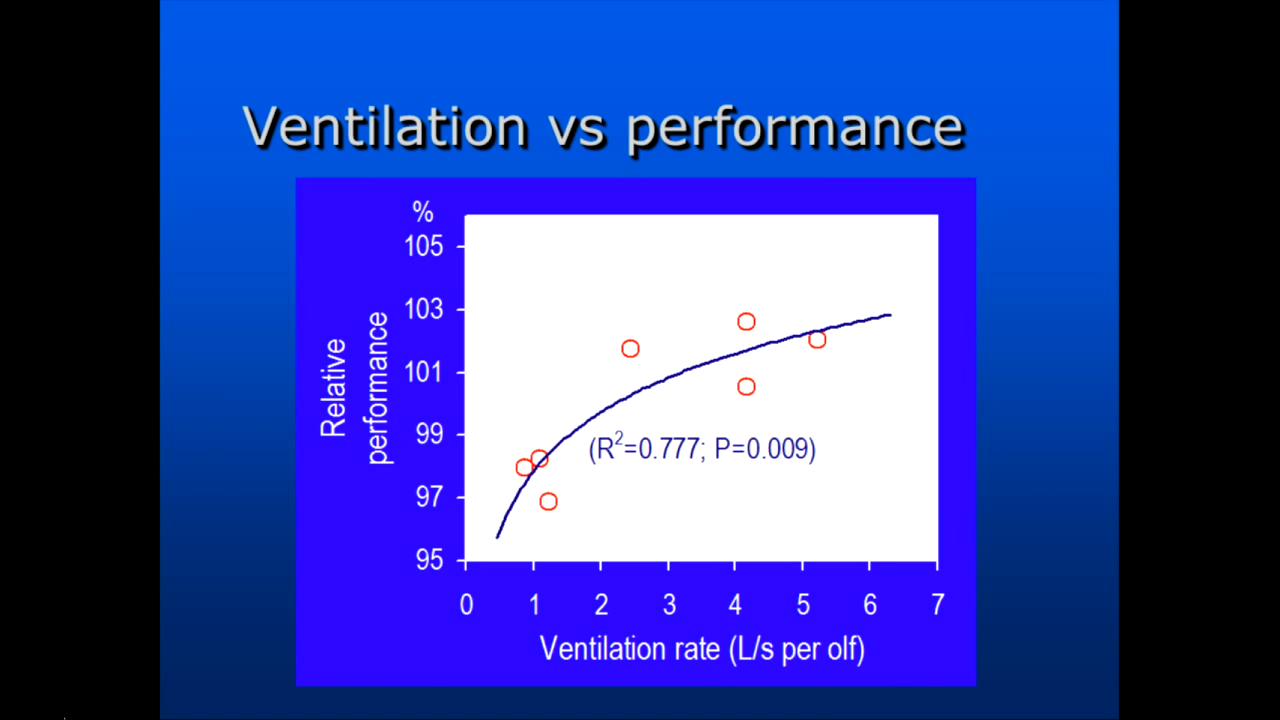 Ventilation vs performance
%
105
103
101
99
97
95
Relative
performance
(R²=0.777; P=0.009)
0 1 2 3 4 5 6 7
Ventilation rate (L/s per olf)